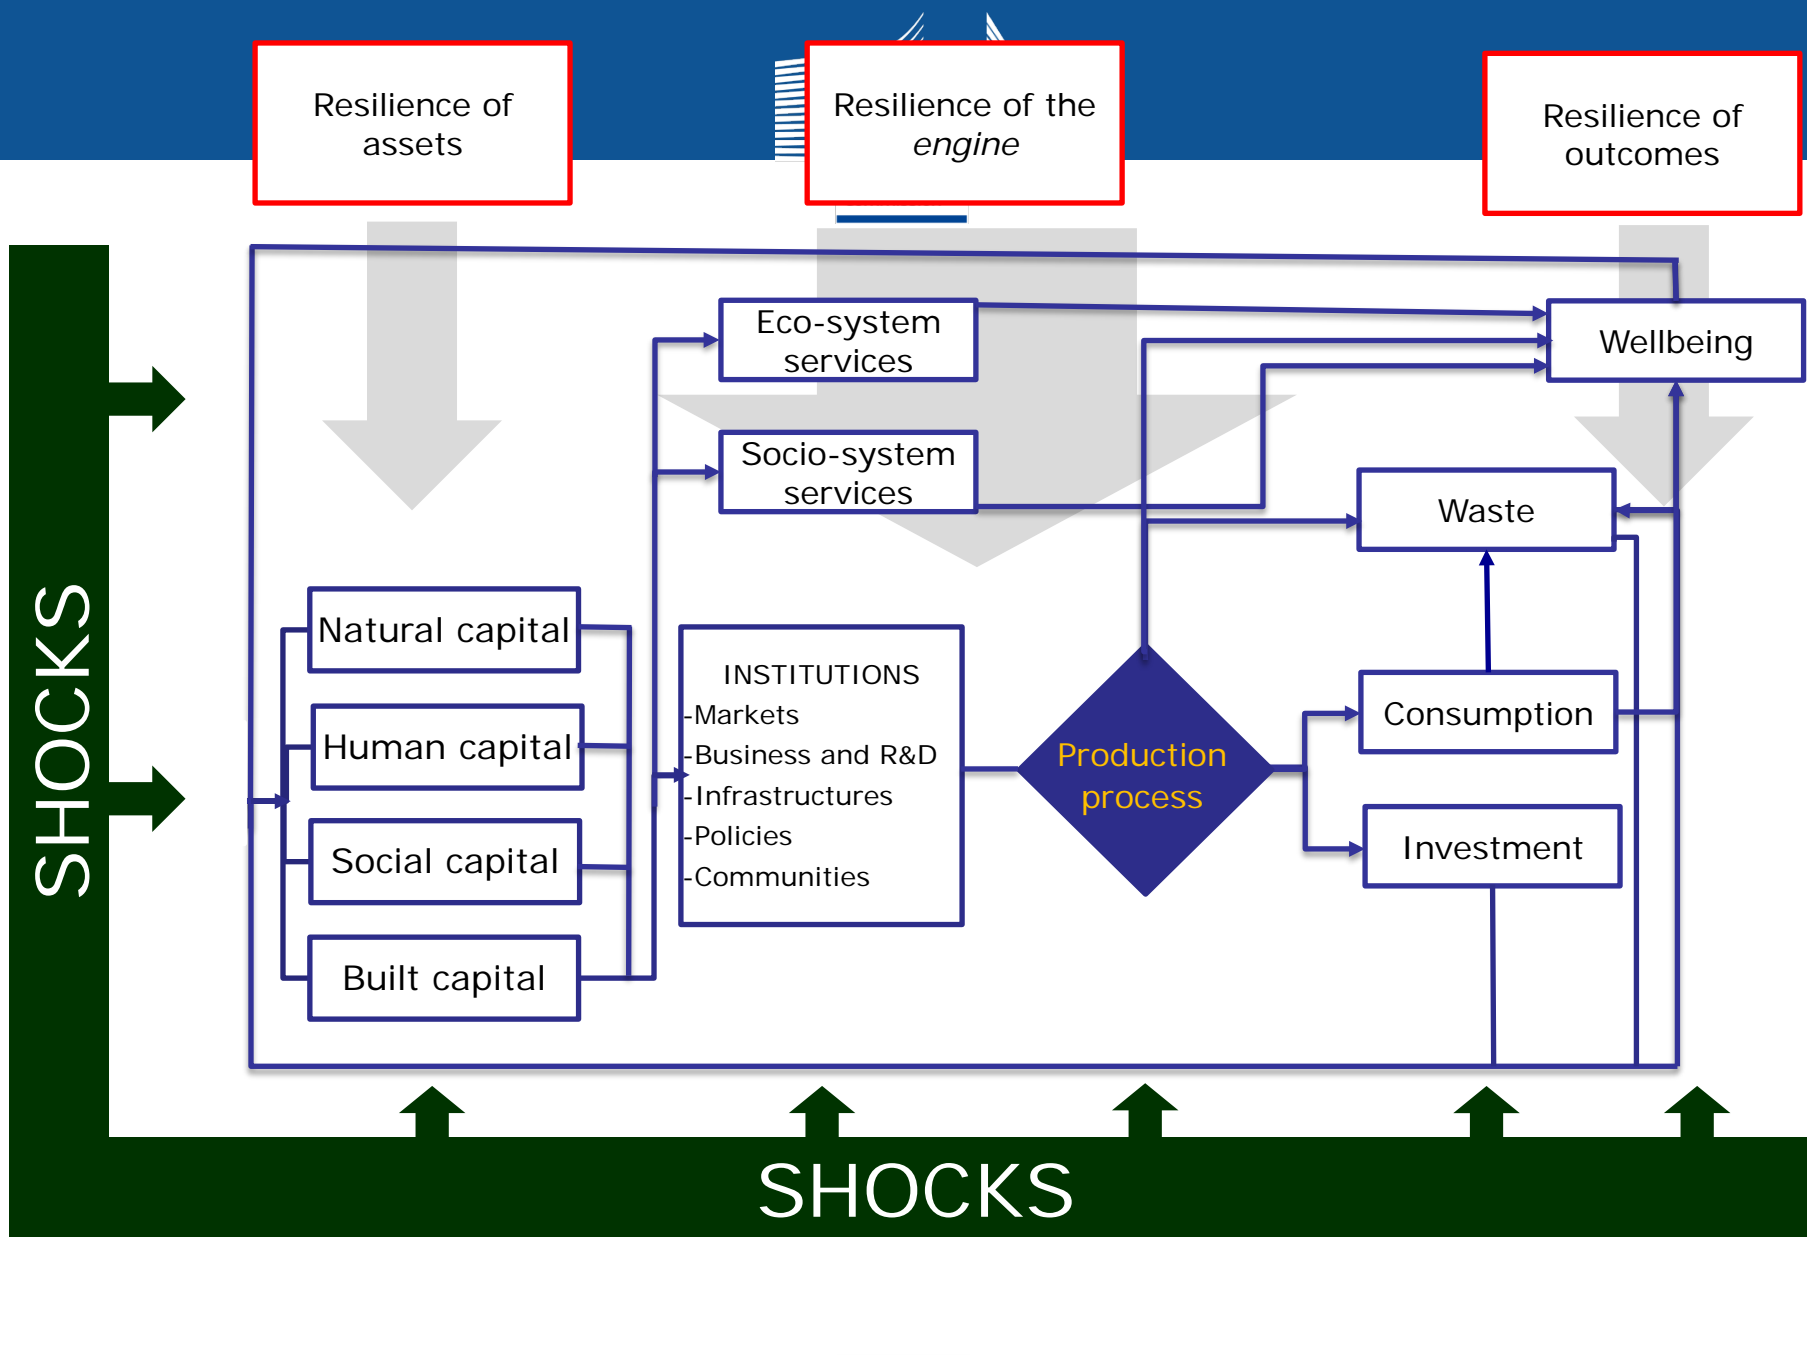 Resilience of
assets
Resilience of the
engine
Resilience of
outcomes
SHOCKS
Eco-system
services
Wellbeing
Socio-system
services
Waste
Natural capital
Human capital
Social capital
Built capital
INSTITUTIONS
-Markets
-Business and R&D
-Infrastructures
-Policies
-Communities
Production
process
Consumption
Investment
SHOCKS